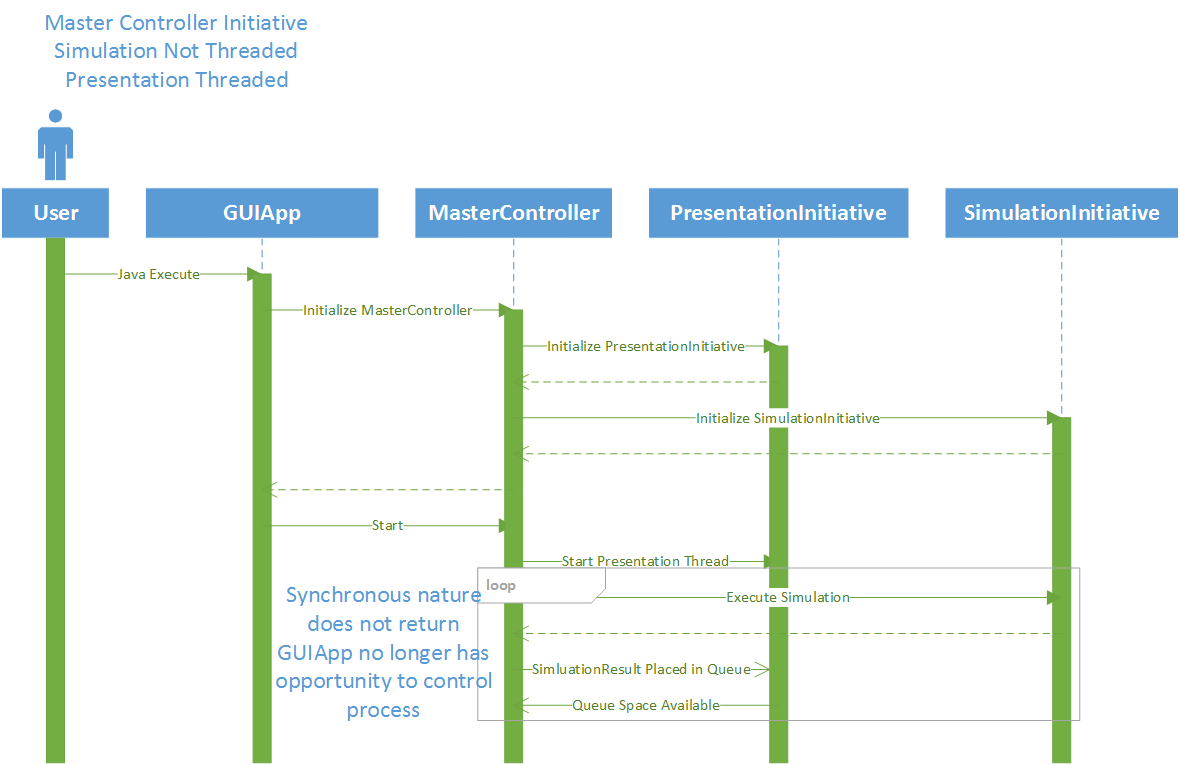 Master Controller Initiative
Simulation Not Threaded
Presentation Threaded
User
GUIApp
MasterController
PresentationInitiative
SimulationInitiative
Java Execute
Initialize MasterController
Initialize PresentationInitiative
Initialize SimulationInitiative
Start
Start Presentation Thread
loop
Synchronous nature
does not return
GUIApp no longer has
opportunity to control
process
Execute Simulation
SimluationResult Placed in Queue
Queue Space Available